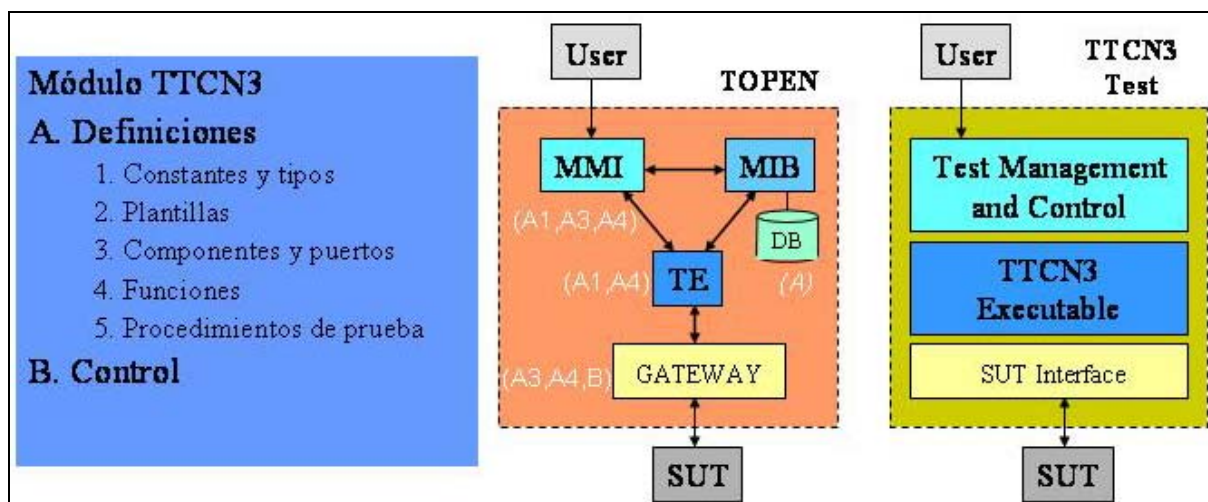 Módulo TTCN3
A. Definiciones
1. Constantes y tipos
2. Plantillas
3. Componentes y puertos
4. Funciones
5. Procedimientos de prueba
B. Control
User
TOPEN
MMI
MIB
(A1,A3,A4)
DB
(A1,A4)
TE
(A)
(A3,A4,B)
GATEWAY
SUT
User
TTCN3
Test
Test Management
and Control
TTCN3
Executable
SUT Interface
SUT